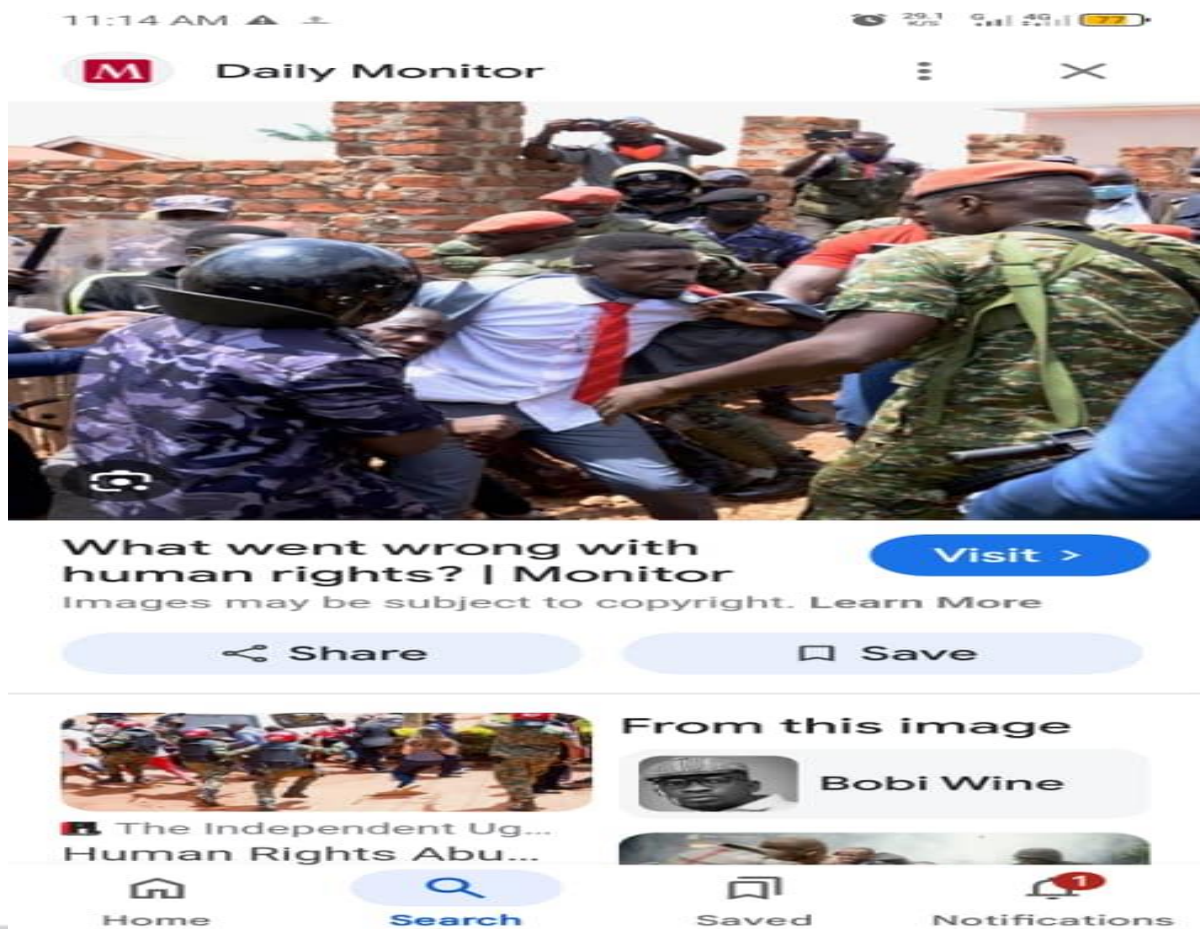 11:14 AM
29.1
K/S
G
4G
77
M
Daily Monitor
What went wrong with
human rights? | Monitor
Visit >
Images may be subject to copyright. Learn More
Share
Save
From this image
Bobi Wine
The Independent Ug...
Human Rights Abu...
1
Home
Search
Saved
Notifications